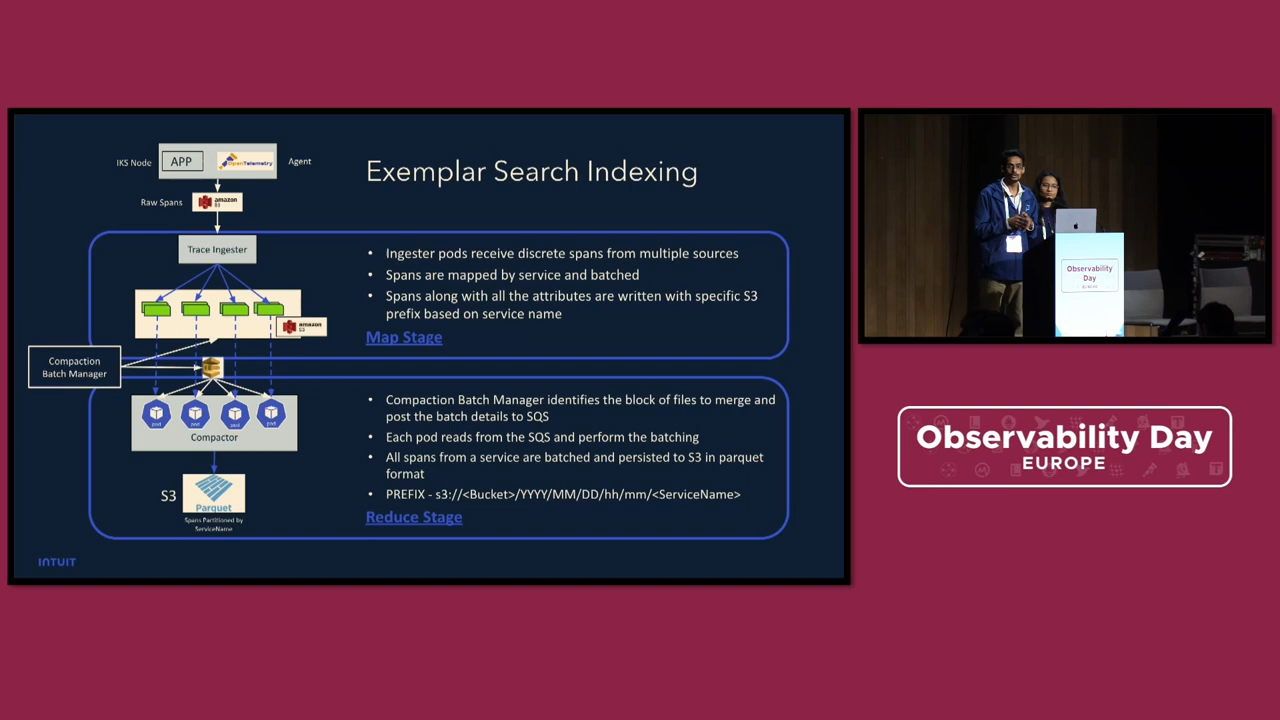 IKS Node
APP
OpenTelemetry
Agent
Exemplar Search Indexing
Raw Spans
amazon
S3
Trace Ingester
• Ingester pods receive discrete spans from multiple sources
• Spans are mapped by service and batched
• Spans along with all the attributes are written with specific S3
prefix based on service name
amazon
S3
Map Stage
Compaction
Batch Manager
• Compaction Batch Manager identifies the block of files to merge and
post the batch details to SQS
pod pod pod pod
Compactor
• Each pod reads from the SQS and perform the batching
• All spans from a service are batched and persisted to S3 in parquet
format
• PREFIX - s3://<Bucket>/YYYY/MM/DD/hh/mm/<ServiceName>
S3
Parquet
Spans Partitioned by
ServiceName
Reduce Stage
INTUIT
Observability
Day
EUROPE
Observability Day
EUROPE